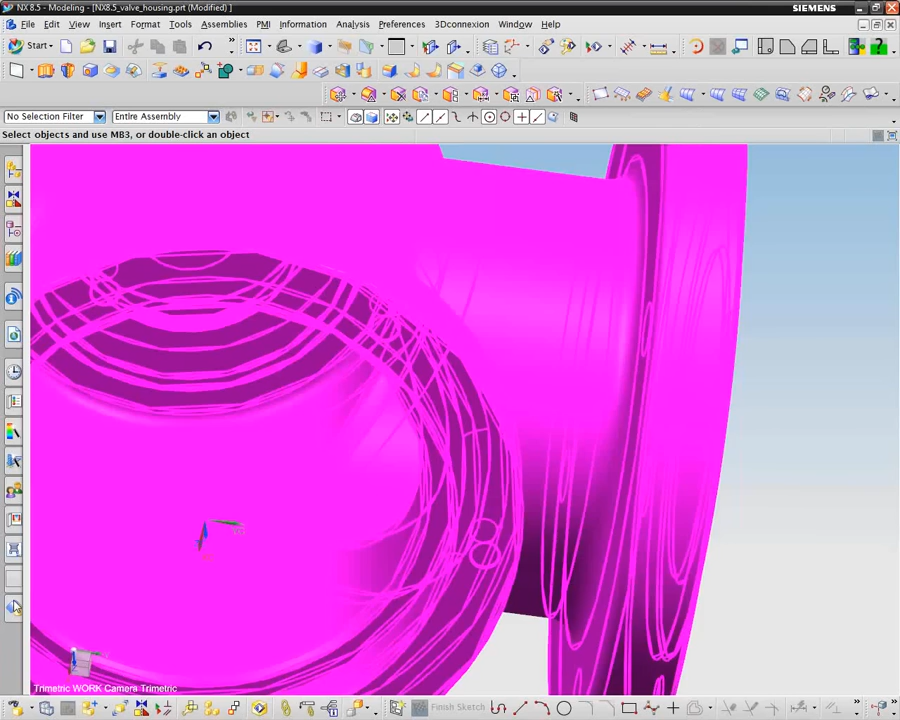 NX 8.5 - Modeling - [NX8.5_valve_housing.prt (Modified) ]
SIEMENS
File Edit View Insert Format Tools Assemblies PMI Information Analysis Preferences 3Dconnexion Window Help
Start
No Selection Filter Entire Assembly
Select objects and use MB3, or double-click an object
Trimetric WORK Camera Trimetric
Finish Sketch